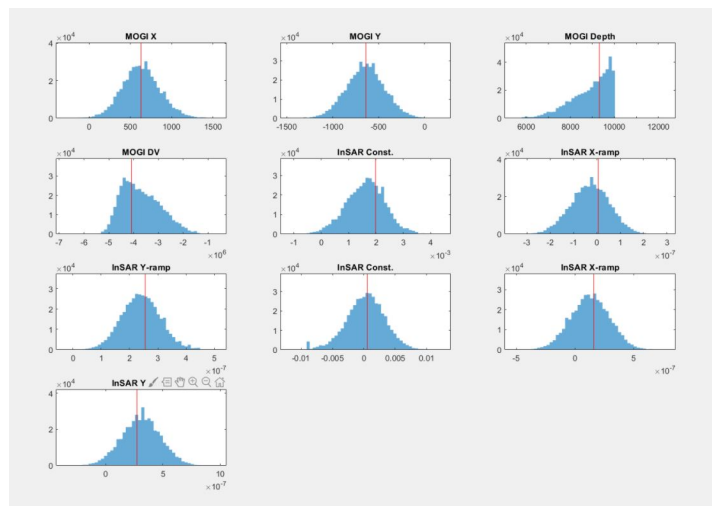 MOGI X
×10⁴
4
2
0
0 500 1000 1500
MOGI Y
×10⁴
3
2
1
0
-1500 -1000 -500 0
MOGI Depth
×10⁴
4
2
0
6000 8000 10000 12000
MOGI DV
×10⁴
3
2
1
0
-7 -6 -5 -4 -3 -2 -1
×10⁶
InSAR Const.
×10⁴
3
2
1
0
-1 0 1 2 3 4
×10⁻³
InSAR X-ramp
×10⁴
4
2
0
-3 -2 -1 0 1 2 3
×10⁻⁷
InSAR Y-ramp
×10⁴
3
2
1
0
0 1 2 3 4 5
×10⁻⁷
InSAR Const.
×10⁴
3
2
1
0
-0.01 -0.005 0 0.005 0.01
InSAR X-ramp
×10⁴
3
2
1
0
-5 0 5
×10⁻⁷
InSAR Y
×10⁴
4
2
0
0 5 10
×10⁻⁷